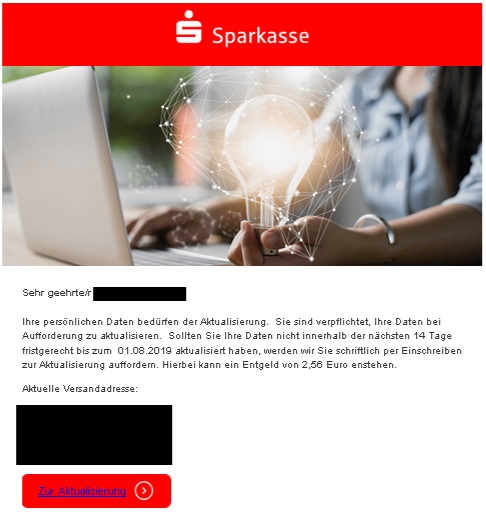 Sparkasse
Sehr geehrte/r
Ihre persönlichen Daten bedürfen der Aktualisierung. Sie sind verpflichtet, Ihre Daten bei
Aufforderung zu aktualisieren. Sollten Sie Ihre Daten nicht innerhalb der nächsten 14 Tage
fristgerecht bis zum 01.08.2019 aktualisiert haben, werden wir Sie schriftlich per Einschreiben
zur Aktualisierung auffordern. Hierbei kann ein Entgeld von 2,56 Euro enstehen.
Aktuelle Versandadresse:
Zur Aktualisierung